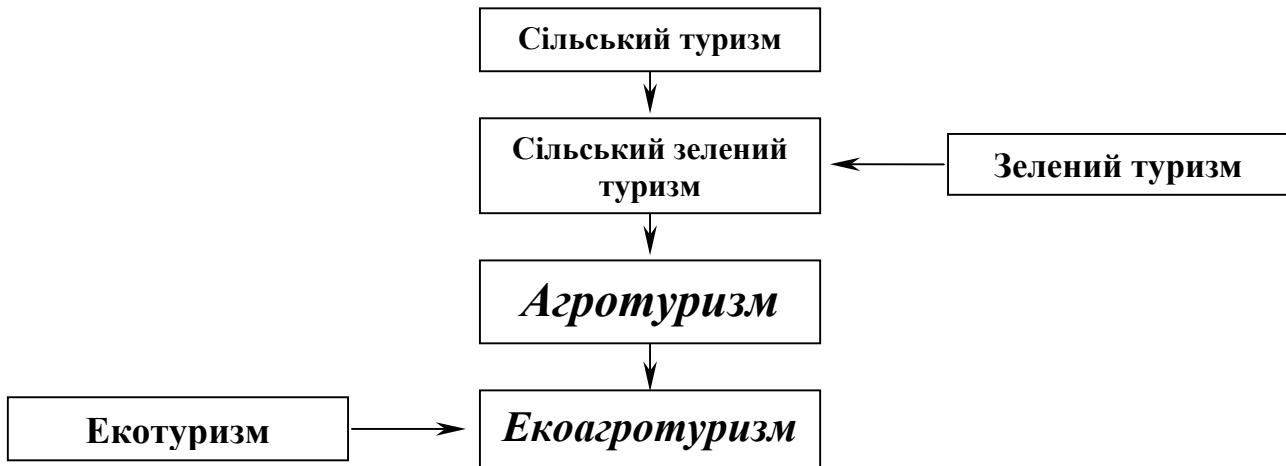 Сільський туризм
Сільський зелений
туризм
Зелений туризм
Агротуризм
Екотуризм
Екоагротуризм